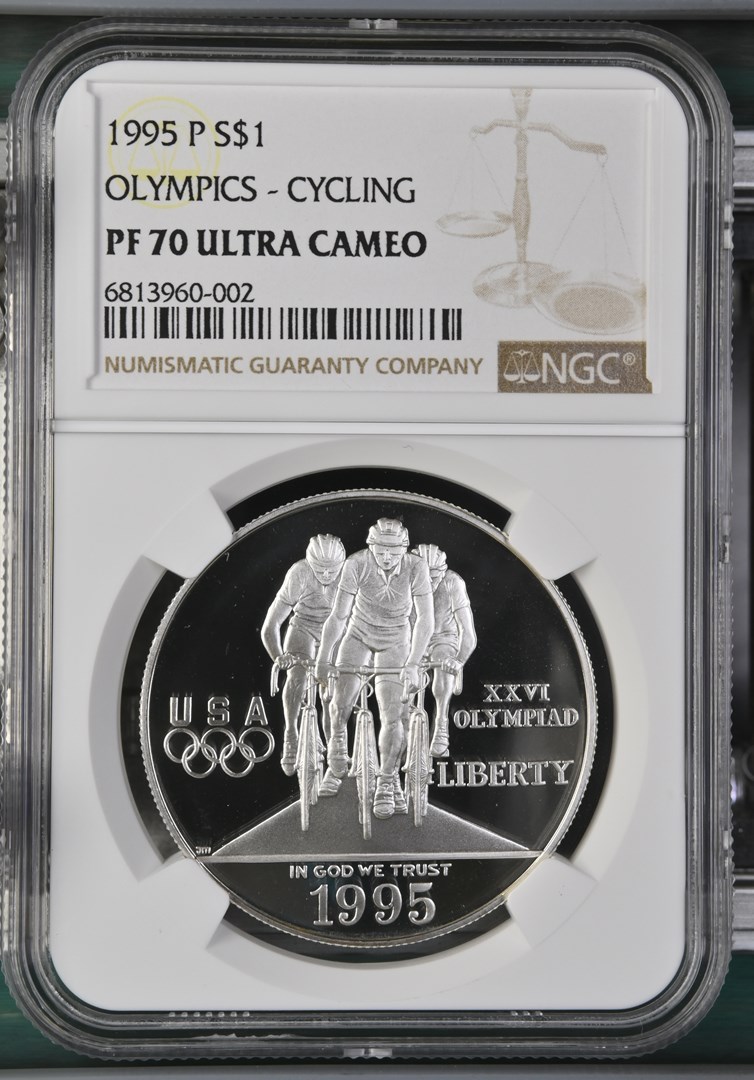 1995 P S$1
OLYMPICS - CYCLING
PF 70 ULTRA CAMEO
6813960-002
NUMISMATIC GUARANTY COMPANY
NGC®
USA
XXVI
OLYMPIAD
LIBERTY
JM
IN GOD WE TRUST
1995